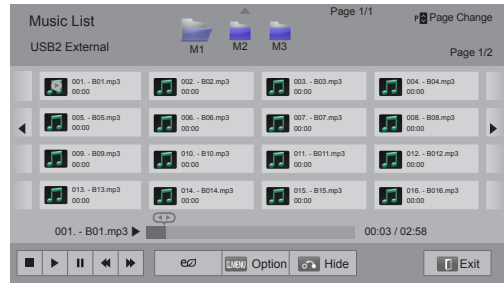 Music List
Page 1/1
P Page Change
USB2 External
M1
M2
M3
Page 1/2
001. - B01.mp3
00:00
002. - B02.mp3
00:00
003. - B03.mp3
00:00
004. - B04.mp3
00:00
005. - B05.mp3
00:00
006. - B06.mp3
00:00
007. - B07.mp3
00:00
008. - B08.mp3
00:00
009. - B09.mp3
00:00
010. - B10.mp3
00:00
011. - B011.mp3
00:00
012. - B012.mp3
00:00
013. - B13.mp3
00:00
014. - B014.mp3
00:00
015. - B15.mp3
00:00
016. - B016.mp3
00:00
001. - B01.mp3
00:03 / 02:58
Q.MENU Option
Hide
Exit